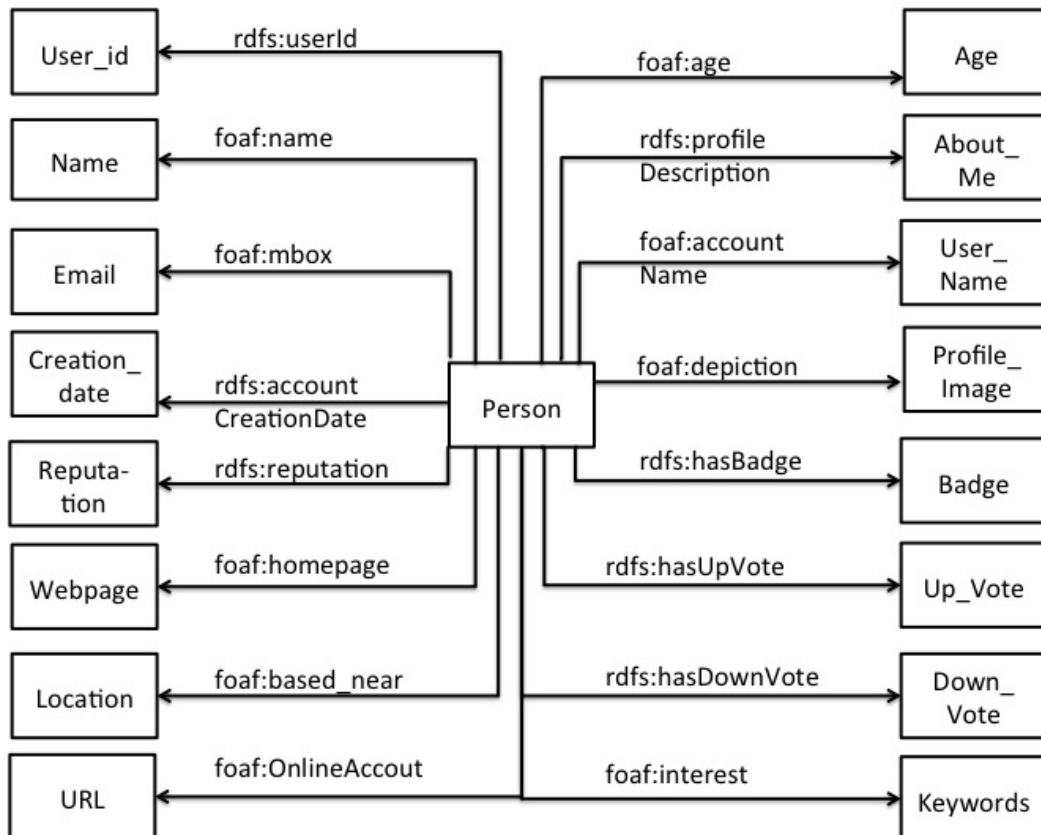 User_id
rdfs:userId
foaf:age
Age
Name
foaf:name
rdfs:profile
Description
About_
Me
Email
foaf:mbox
foaf:account
Name
User_
Name
Creation_
date
rdfs:account
CreationDate
Person
foaf:depiction
Profile_
Image
Reputa-
tion
rdfs:reputation
rdfs:hasBadge
Badge
Webpage
foaf:homepage
rdfs:hasUpVote
Up_Vote
Location
foaf:based_near
rdfs:hasDownVote
Down_
Vote
URL
foaf:OnlineAccout
foaf:interest
Keywords